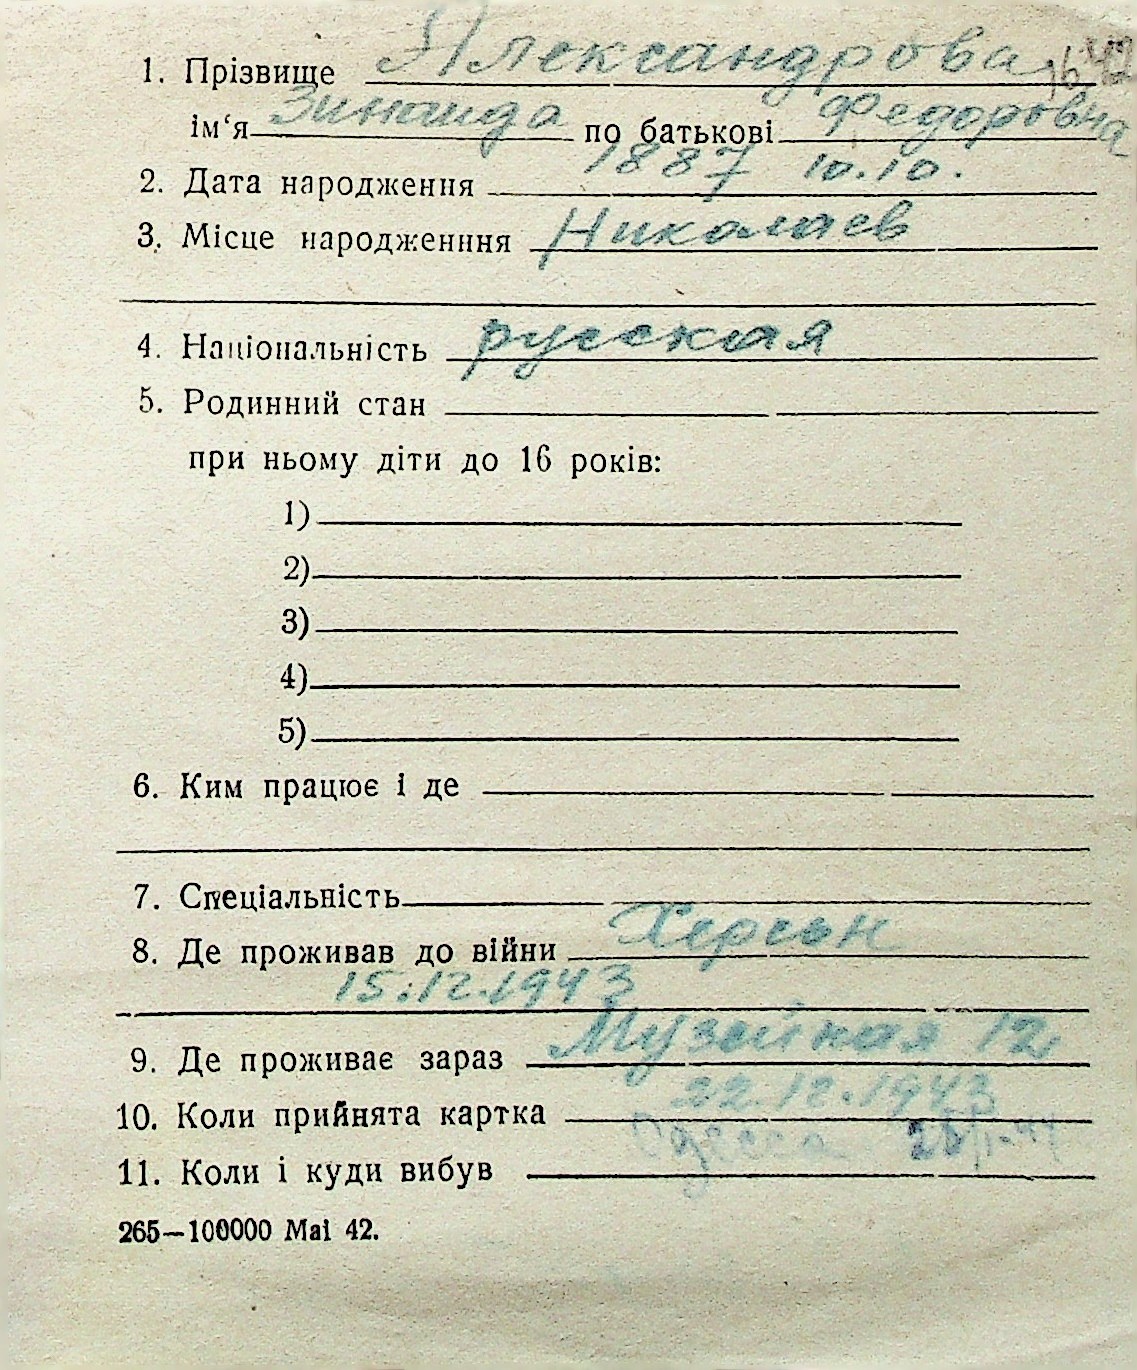 1. Прізвище Александрова
ім‘я Зинаида по батькові Федоровна
2. Дата народження 1887 10.10.
3. Місце народженння Николаев
4. Національність русская
5. Родинний стан
при ньому діти до 16 років:
1)
2)
3)
4)
5)
6. Ким працює і де
7. Спеціальність
8. Де проживав до війни Херсон
15.12.1943
9. Де проживає зараз Музейная 12
10. Коли прийнята картка 22.12.1943
11. Коли і куди вибув Одесса
265—100000 Mai 42.